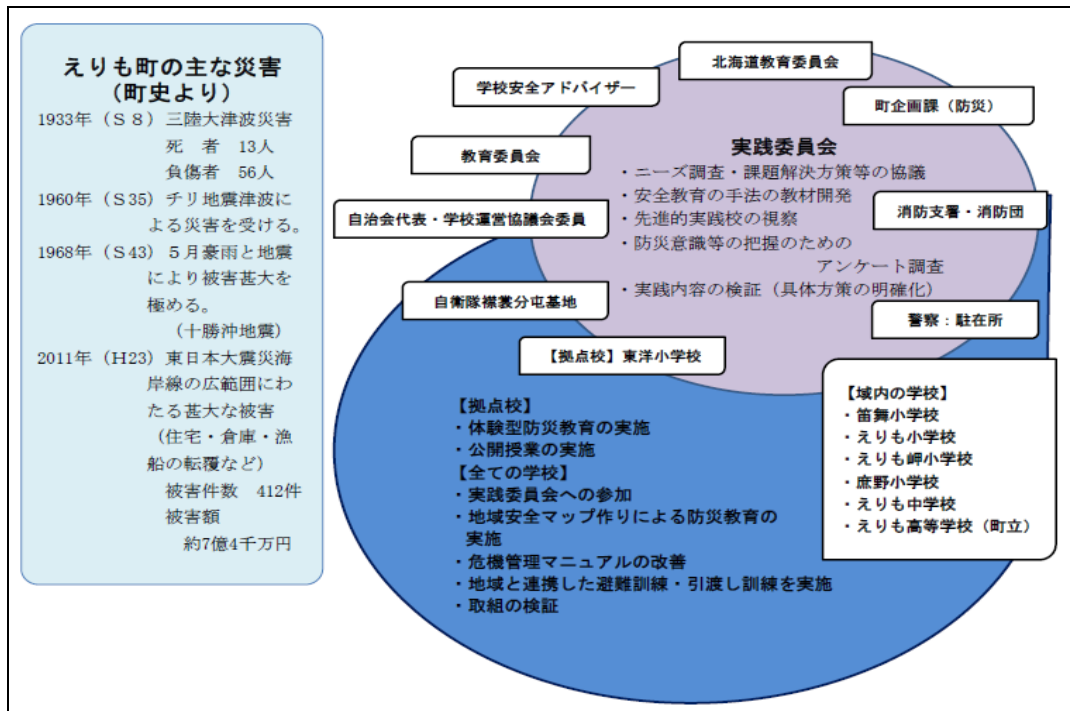 えりも町の主な災害
(町史より)
1933年（S8）三陸大津波災害
死　者　13人
負傷者　56人
1960年（S35）チリ地震津波に
よる災害を受ける。
1968年（S43）５月豪雨と地震
により被害甚大を
極める。
（十勝沖地震）
2011年（H23）東日本大震災海
岸線の広範囲にわ
たる甚大な被害
（住宅・倉庫・漁
船の転覆など）
被害件数　412件
被害額
約7億4千万円
北海道教育委員会
学校安全アドバイザー
町企画課（防災）
教育委員会
自治会代表・学校運営協議会委員
消防支署・消防団
自衛隊襟裳分屯基地
警察：駐在所
【拠点校】東洋小学校
実践委員会
・ニーズ調査・課題解決方策等の協議
・安全教育の手法の教材開発
・先進的実践校の視察
・防災意識等の把握のための
アンケート調査
・実践内容の検証（具体方策の明確化）
【拠点校】
・体験型防災教育の実施
・公開授業の実施
【全ての学校】
・実践委員会への参加
・地域安全マップ作りによる防災教育の
実施
・危機管理マニュアルの改善
・地域と連携した避難訓練・引渡し訓練を実施
・取組の検証
【域内の学校】
・笛舞小学校
・えりも小学校
・えりも岬小学校
・庶野小学校
・えりも中学校
・えりも高等学校（町立）